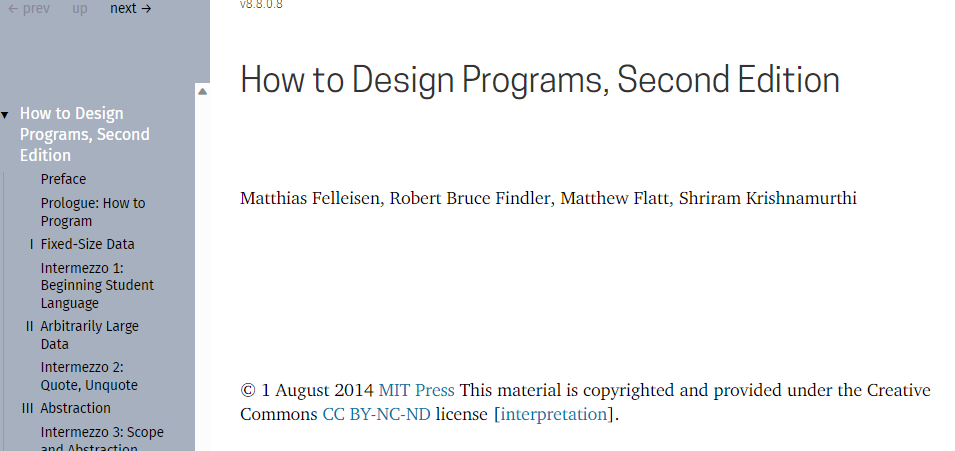 ← prev up next →
How to Design
Programs, Second
Edition
Preface
Prologue: How to
Program
I Fixed-Size Data
Intermezzo 1:
Beginning Student
Language
II Arbitrarily Large
Data
Intermezzo 2:
Quote, Unquote
III Abstraction
Intermezzo 3: Scope
and Abstraction
v8.8.0.8
How to Design Programs, Second Edition
Matthias Felleisen, Robert Bruce Findler, Matthew Flatt, Shriram Krishnamurthi
© 1 August 2014 MIT Press This material is copyrighted and provided under the Creative
Commons CC BY-NC-ND license [interpretation].